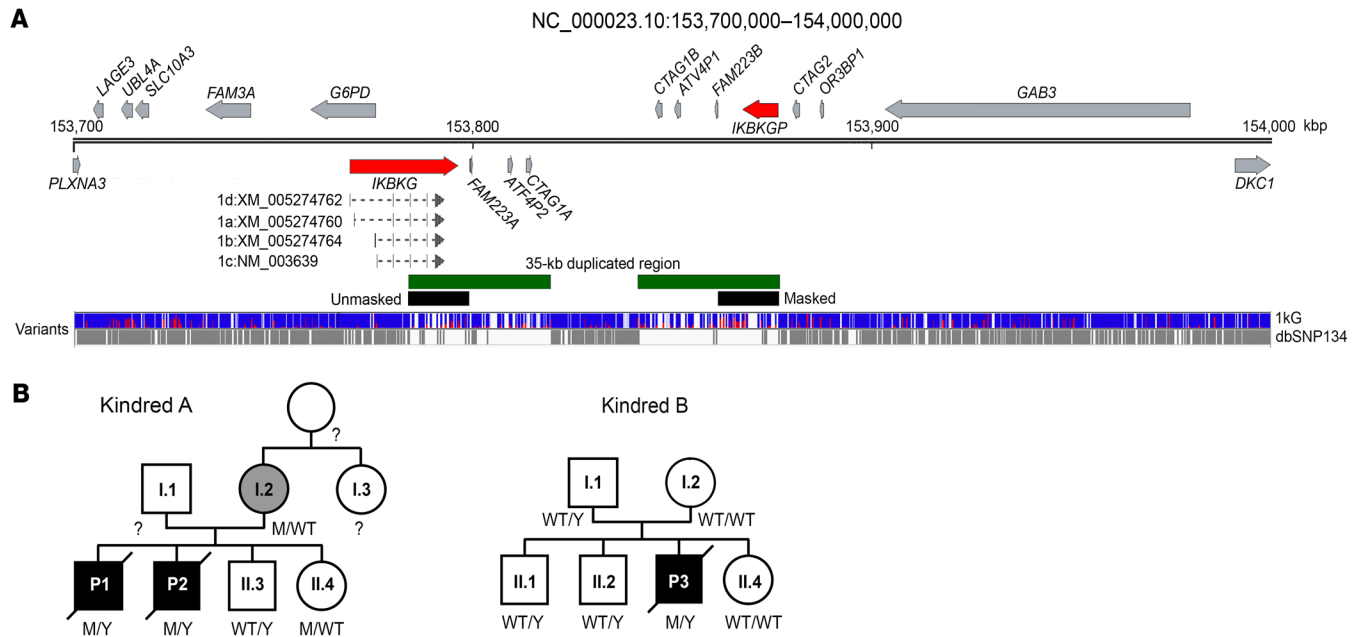 A
NC_000023.10:153,700,000–154,000,000
LAGE3
UBL4A
SLC10A3
FAM3A
G6PD
CTAG1B
ATV4P1
FAM223B
IKBKGP
CTAG2
OR3BP1
GAB3
153,700
153,800
153,900
154,000 kbp
PLXNA3
IKBKG
FAM223A
ATF4P2
CTAG1A
DKC1
1d:XM_005274762
1a:XM_005274760
1b:XM_005274764
1c:NM_003639
35-kb duplicated region
Unmasked
Masked
Variants
1kG
dbSNP134
B
Kindred A
Kindred B
?
I.1
I.2
I.3
?
M/WT
?
P1
P2
II.3
II.4
M/Y
M/Y
WT/Y
M/WT
I.1
I.2
WT/Y
WT/WT
II.1
II.2
P3
II.4
WT/Y
WT/Y
M/Y
WT/WT